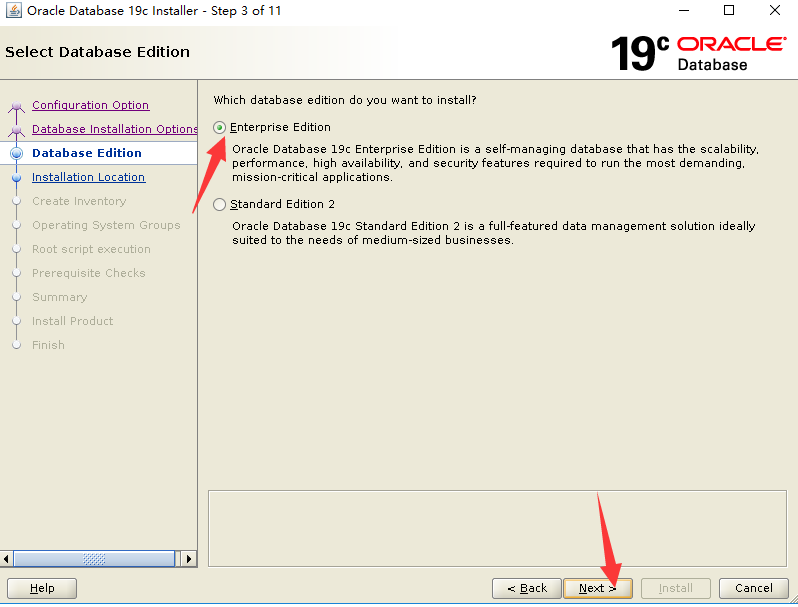 Oracle Database 19c Installer - Step 3 of 11
Select Database Edition
19c ORACLE
Database
Configuration Option
Database Installation Options
Database Edition
Installation Location
Create Inventory
Operating System Groups
Root script execution
Prerequisite Checks
Summary
Install Product
Finish
Which database edition do you want to install?
Enterprise Edition
Oracle Database 19c Enterprise Edition is a self-managing database that has the scalability,
performance, high availability, and security features required to run the most demanding,
mission-critical applications.
Standard Edition 2
Oracle Database 19c Standard Edition 2 is a full-featured data management solution ideally
suited to the needs of medium-sized businesses.
Help
< Back
Next >
Install
Cancel